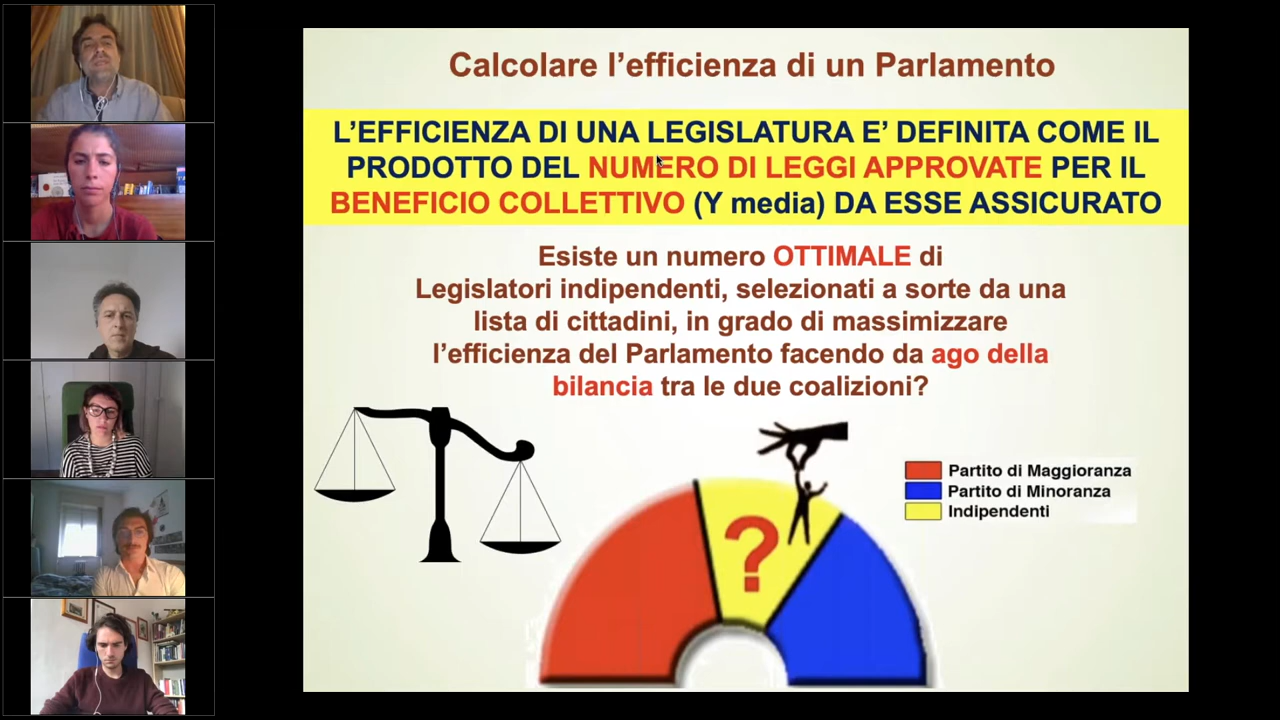 Calcolare l'efficienza di un Parlamento
L'EFFICIENZA DI UNA LEGISLATURA E' DEFINITA COME IL
PRODOTTO DEL NUMERO DI LEGGI APPROVATE PER IL
BENEFICIO COLLETTIVO (Y media) DA ESSE ASSICURATO
Esiste un numero OTTIMALE di
Legislatori indipendenti, selezionati a sorte da una
lista di cittadini, in grado di massimizzare
l'efficienza del Parlamento facendo da ago della
bilancia tra le due coalizioni?
Partito di Maggioranza
Partito di Minoranza
Indipendenti
?